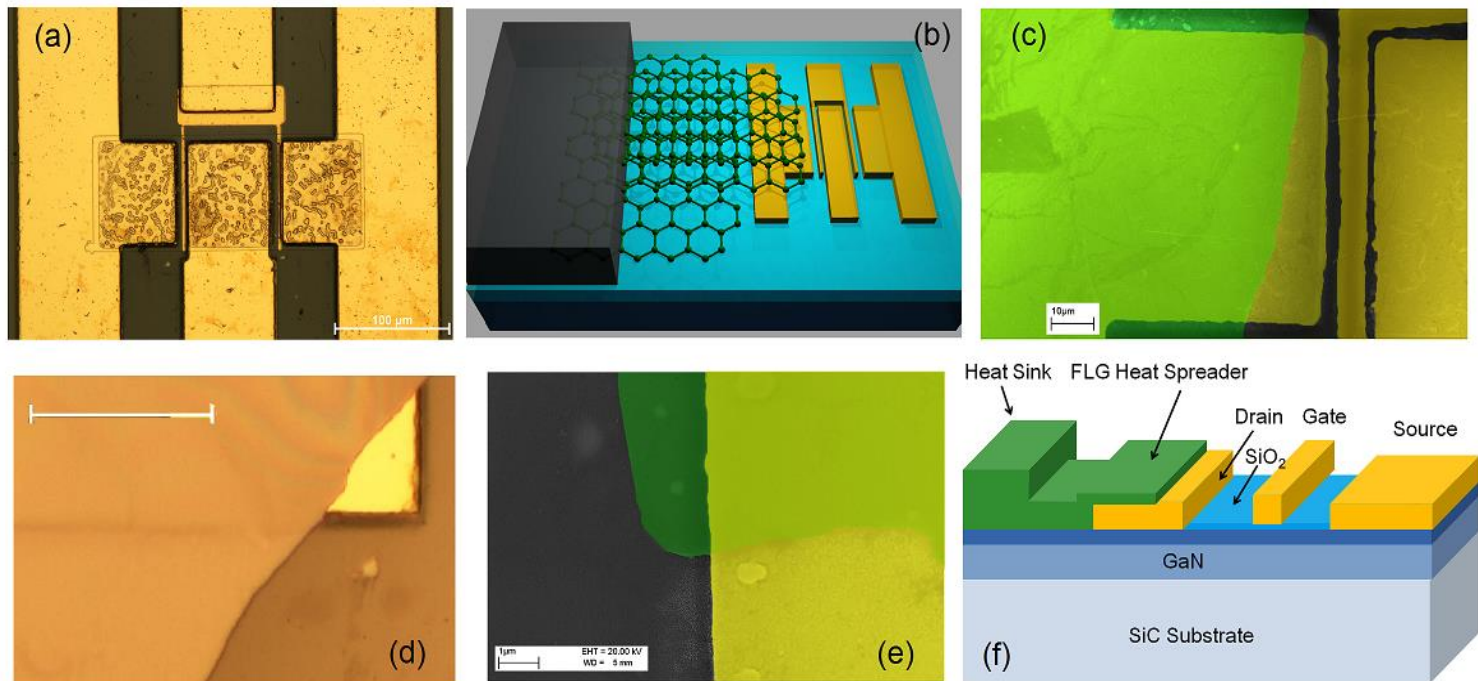 (a)
100 µm
(b)
(c)
10µm
(d)
1µm
EHT = 20.00 kV
WD = 5 mm
(e)
Heat Sink
FLG Heat Spreader
Drain
Gate
Source
SiO₂
GaN
SiC Substrate
(f)